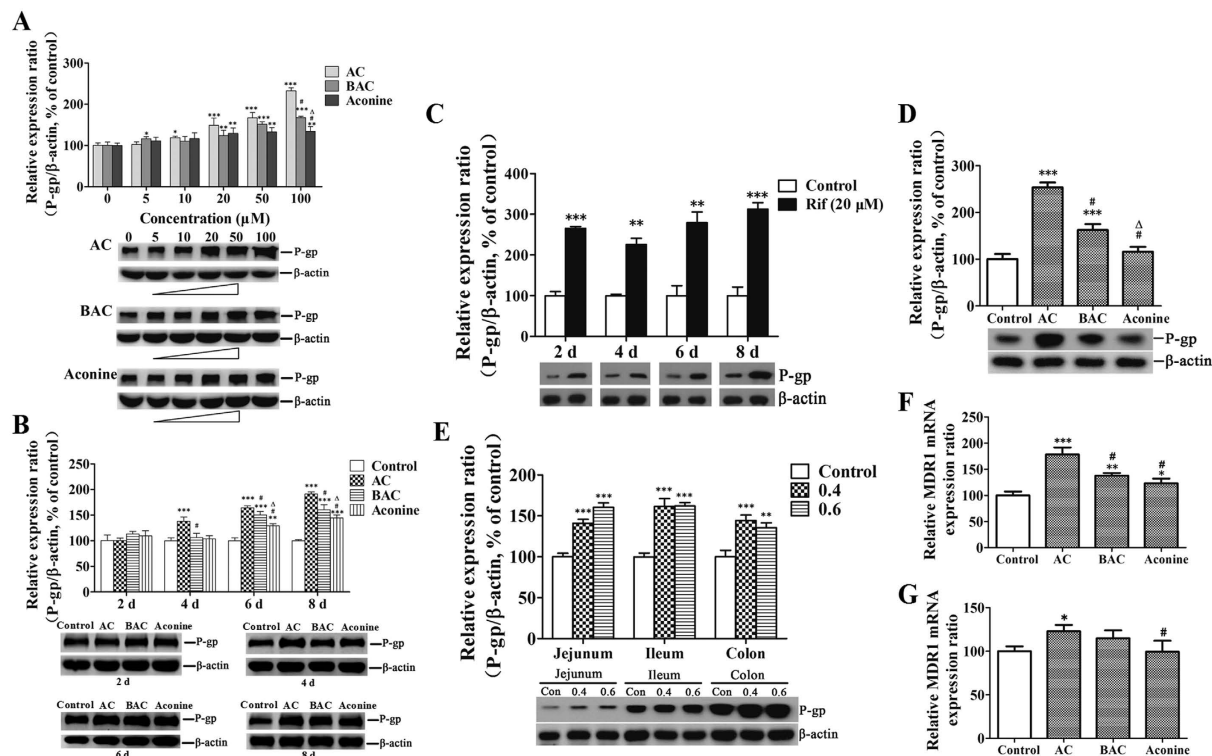 A
Relative expression ratio
(P-gp/β-actin, % of control)
300
200
150
100
50
0
AC
BAC
Aconine
***
#
***
Δ
#
**
*
*
***
**
**
***
***
**
0 5 10 20 50 100
Concentration (μM)
0 5 10 20 50 100
AC
P-gp
β-actin
BAC
P-gp
β-actin
Aconine
P-gp
β-actin
B
Relative expression ratio
(P-gp/β-actin, % of control)
250
200
150
100
50
0
Control
AC
BAC
Aconine
***
#
***
#
***
Δ
#
**
***
#
***
Δ
#
***
2 d 4 d 6 d 8 d
Control AC BAC Aconine
P-gp
β-actin
2 d
Control AC BAC Aconine
P-gp
β-actin
4 d
Control AC BAC Aconine
P-gp
β-actin
6 d
Control AC BAC Aconine
P-gp
β-actin
8 d
C
Relative expression ratio
(P-gp/β-actin, % of control)
400
300
200
100
0
Control
Rif (20 μM)
***
**
**
***
2 d 4 d 6 d 8 d
P-gp
β-actin
D
Relative expression ratio
(P-gp/β-actin, % of control)
300
250
200
150
100
50
0
***
#
***
Δ
#
Control AC BAC Aconine
P-gp
β-actin
E
Relative expression ratio
(P-gp/β-actin, % of control)
200
150
100
50
0
Control
0.4
0.6
***
***
***
***
***
**
Jejunum Ileum Colon
Jejunum Ileum Colon
Con 0.4 0.6 Con 0.4 0.6 Con 0.4 0.6
P-gp
β-actin
F
Relative MDR1 mRNA
expression ratio
250
200
150
100
50
0
***
#
**
#
*
Control AC BAC Aconine
G
Relative MDR1 mRNA
expression ratio
200
150
100
50
0
*
#
Control AC BAC Aconine